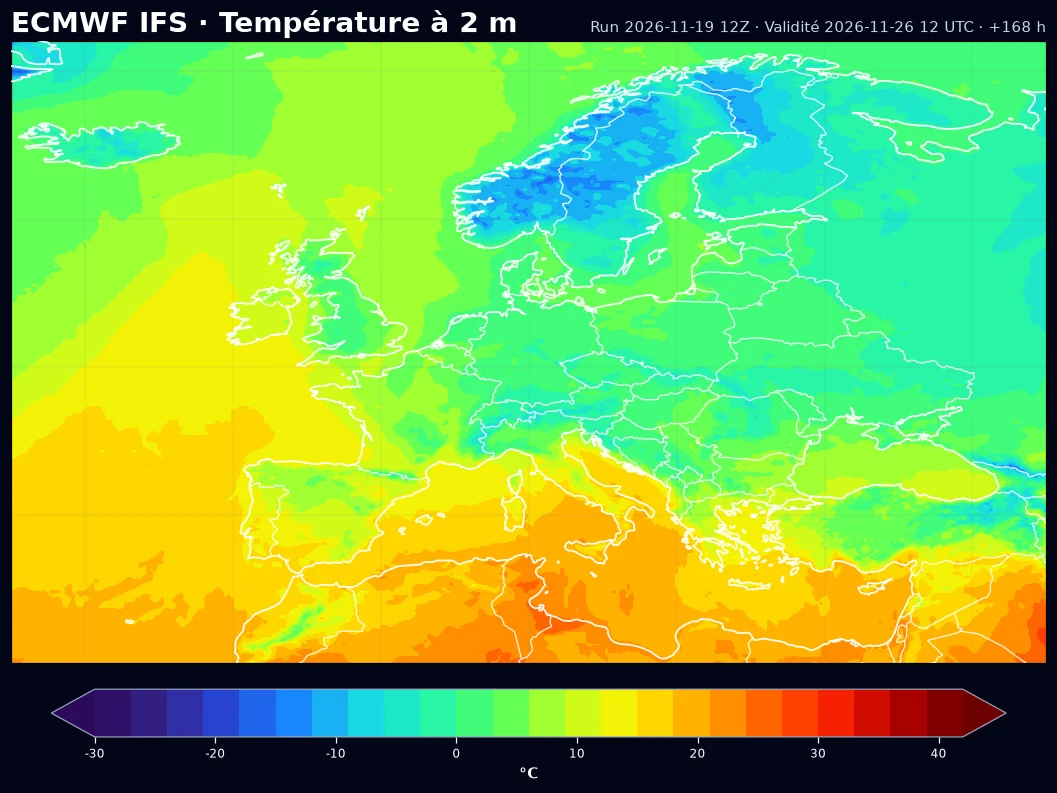 ECMWF IFS · Température à 2 m
Run 2026-11-19 12Z · Validité 2026-11-26 12 UTC · +168 h
-30 -20 -10 0 10 20 30 40
°C